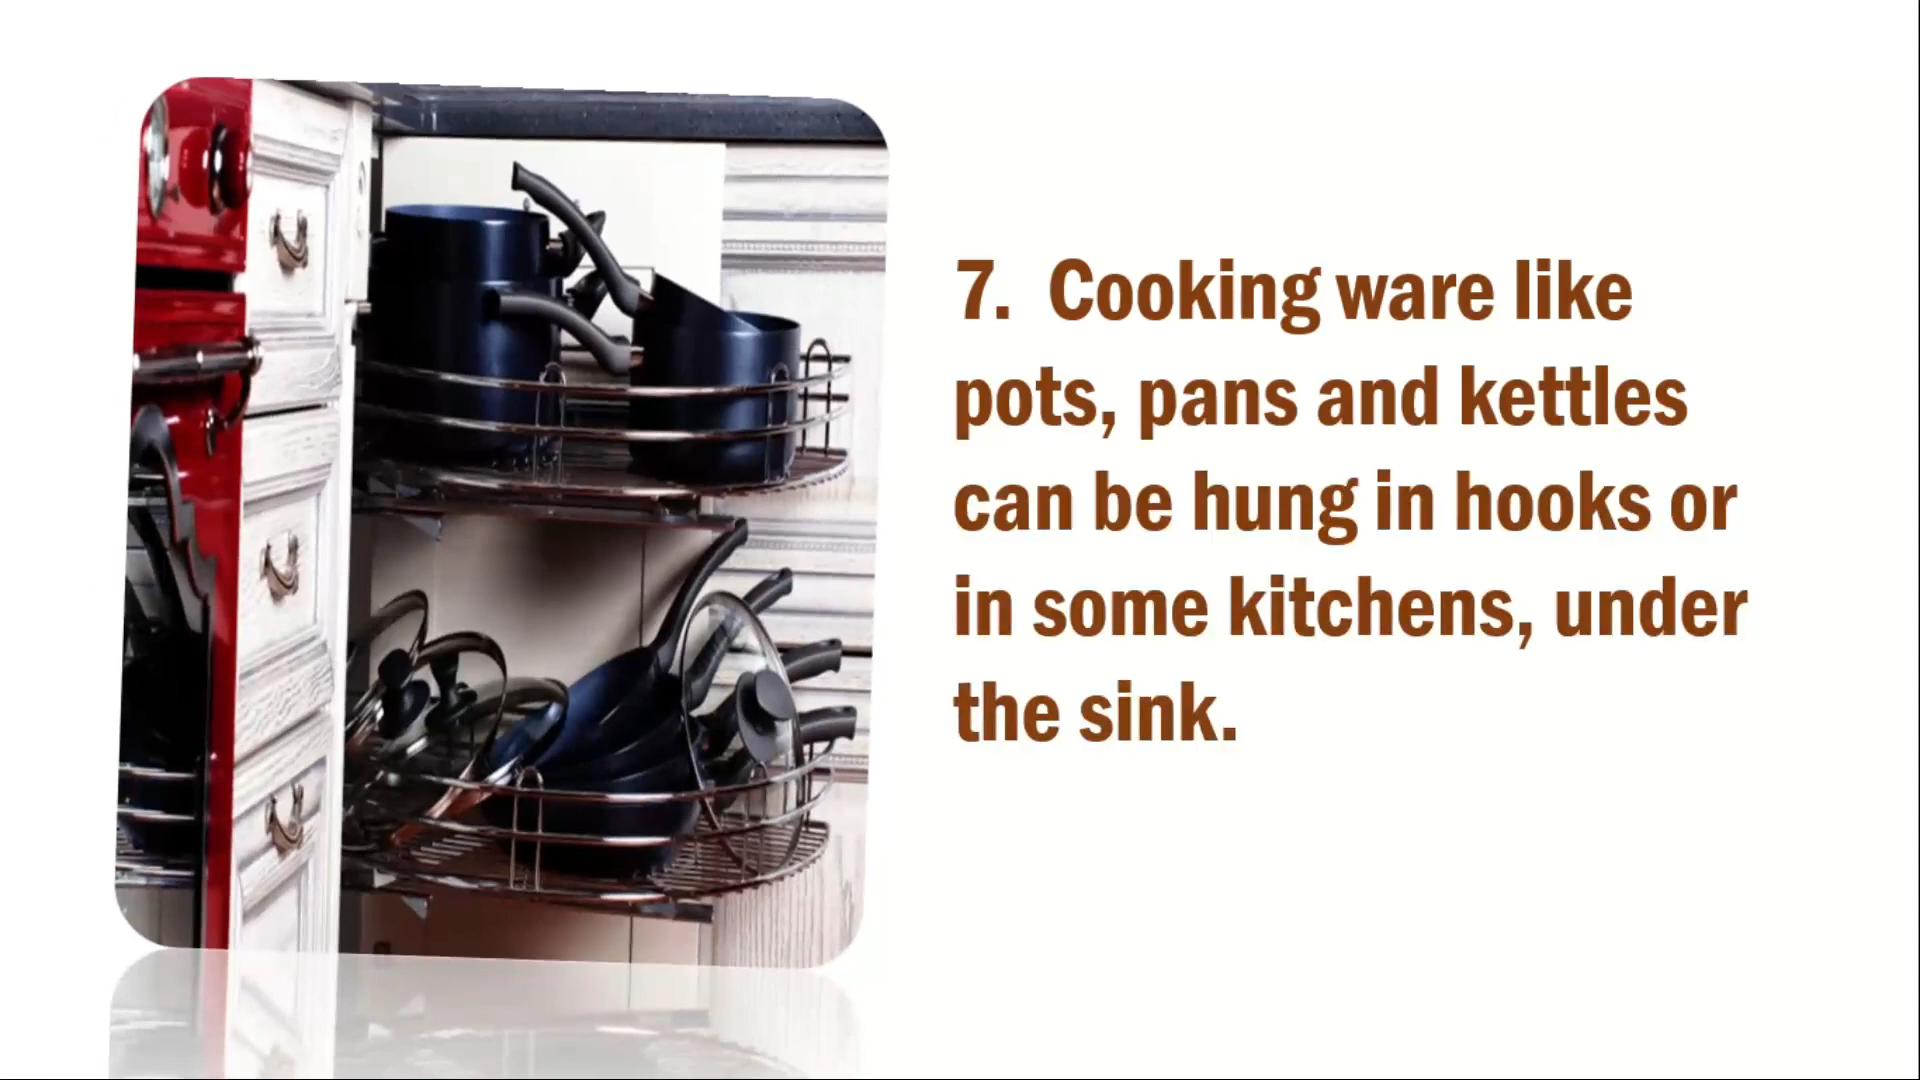 7. Cooking ware like
pots, pans and kettles
can be hung in hooks or
in some kitchens, under
the sink.